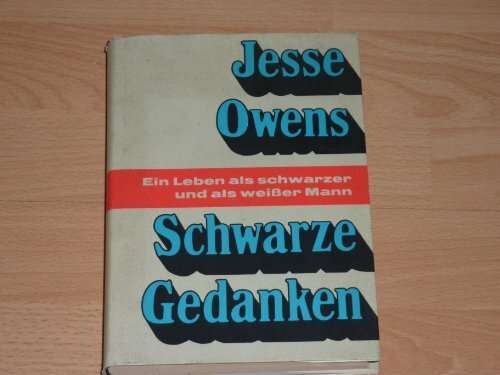 Jesse
Owens
Ein Leben als schwarzer
und als weißer Mann
Schwarze
Gedanken